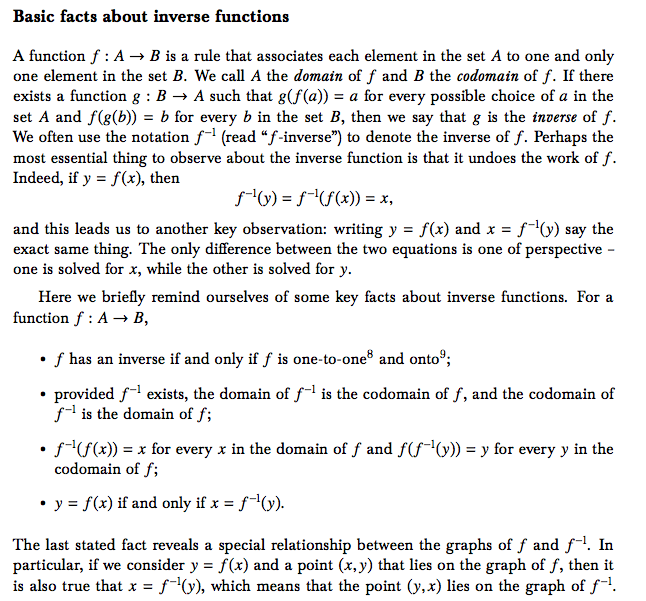 Basic facts about inverse functions
A function f : A → B is a rule that associates each element in the set A to one and only
one element in the set B. We call A the domain of f and B the codomain of f. If there
exists a function g : B → A such that g(f(a)) = a for every possible choice of a in the
set A and f(g(b)) = b for every b in the set B, then we say that g is the inverse of f.
We often use the notation f⁻¹ (read “f-inverse”) to denote the inverse of f. Perhaps the
most essential thing to observe about the inverse function is that it undoes the work of f.
Indeed, if y = f(x), then
f⁻¹(y) = f⁻¹(f(x)) = x,
and this leads us to another key observation: writing y = f(x) and x = f⁻¹(y) say the
exact same thing. The only difference between the two equations is one of perspective –
one is solved for x, while the other is solved for y.
Here we briefly remind ourselves of some key facts about inverse functions. For a
function f : A → B,
• f has an inverse if and only if f is one-to-one⁸ and onto⁹;
• provided f⁻¹ exists, the domain of f⁻¹ is the codomain of f, and the codomain of
f⁻¹ is the domain of f;
• f⁻¹(f(x)) = x for every x in the domain of f and f(f⁻¹(y)) = y for every y in the
codomain of f;
• y = f(x) if and only if x = f⁻¹(y).
The last stated fact reveals a special relationship between the graphs of f and f⁻¹. In
particular, if we consider y = f(x) and a point (x, y) that lies on the graph of f, then it
is also true that x = f⁻¹(y), which means that the point (y, x) lies on the graph of f⁻¹.